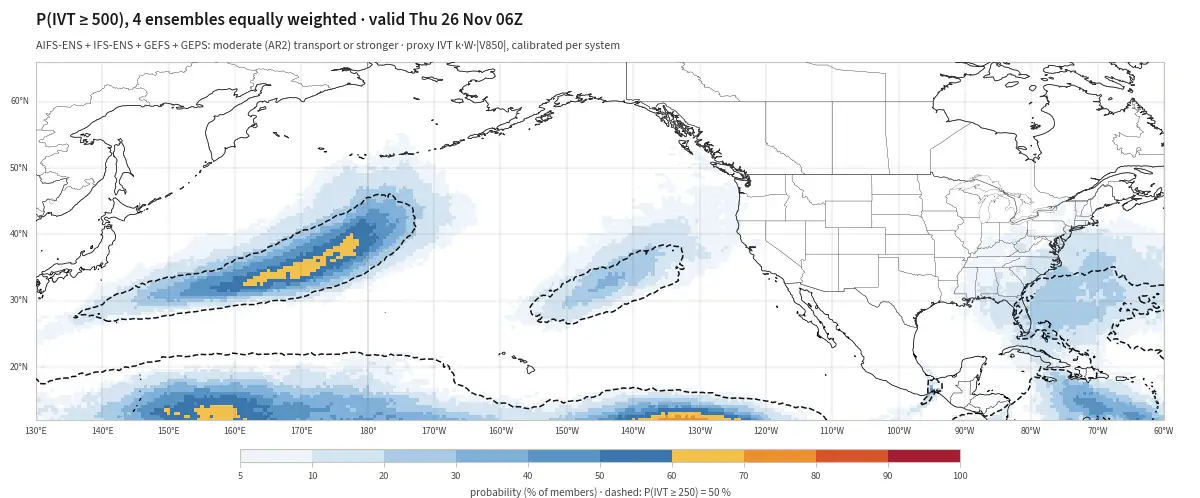 P(IVT ≥ 500), 4 ensembles equally weighted · valid Thu 26 Nov 06Z
AIFS-ENS + IFS-ENS + GEFS + GEPS: moderate (AR2) transport or stronger · proxy IVT k·W·|V850|, calibrated per system
60°N
50°N
40°N
30°N
20°N
130°E 140°E 150°E 160°E 170°E 180° 170°W 160°W 150°W 140°W 130°W 120°W 110°W 100°W 90°W 80°W 70°W 60°W
5 10 20 30 40 50 60 70 80 90 100
probability (% of members) · dashed: P(IVT ≥ 250) = 50 %